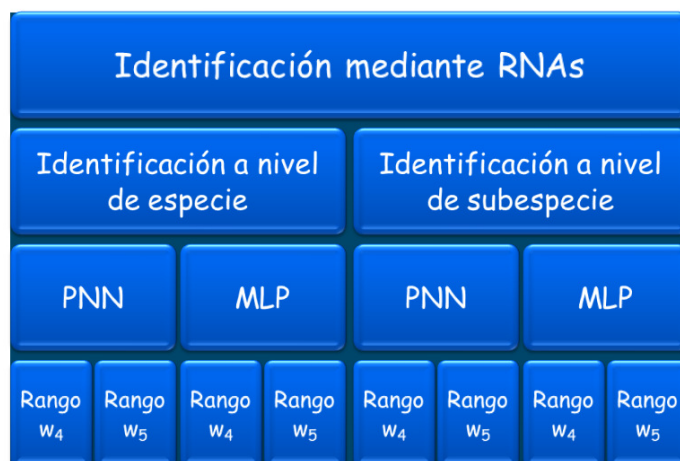 Identificación mediante RNAs
Identificación a nivel
de especie
Identificación a nivel
de subespecie
PNN
MLP
PNN
MLP
Rango
w₄
Rango
w₅
Rango
w₄
Rango
w₅
Rango
w₄
Rango
w₅
Rango
w₄
Rango
w₅